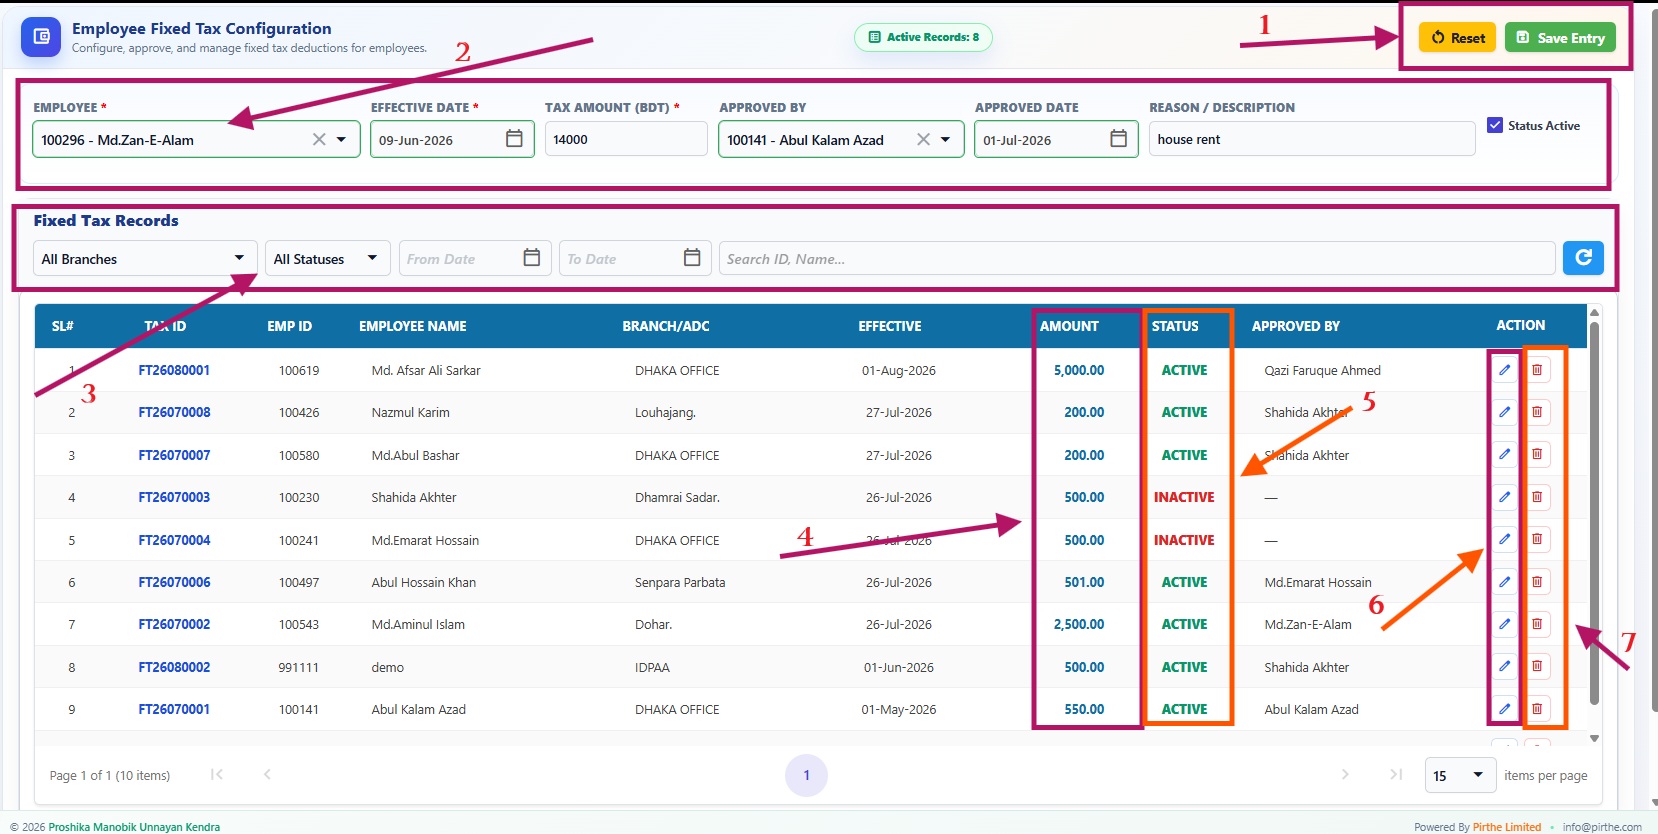 Employee Fixed Tax Configuration
Configure, approve, and manage fixed tax deductions for employees.
Active Records: 8
1
Reset
Save Entry
2
EMPLOYEE *
EFFECTIVE DATE *
TAX AMOUNT (BDT) *
APPROVED BY
APPROVED DATE
REASON / DESCRIPTION
100296 - Md.Zan-E-Alam
09-Jun-2026
14000
100141 - Abul Kalam Azad
01-Jul-2026
house rent
Status Active
Fixed Tax Records
All Branches
All Statuses
From Date
To Date
Search ID, Name...
SL# TAX ID EMP ID EMPLOYEE NAME BRANCH/ADC EFFECTIVE AMOUNT STATUS APPROVED BY ACTION
1 FT26080001 100619 Md. Afsar Ali Sarkar DHAKA OFFICE 01-Aug-2026 5,000.00 ACTIVE Qazi Faruque Ahmed
3
5
2 FT26070008 100426 Nazmul Karim Louhajang. 27-Jul-2026 200.00 ACTIVE Shahida Akhter
3 FT26070007 100580 Md.Abul Bashar DHAKA OFFICE 27-Jul-2026 200.00 ACTIVE Shahida Akhter
4 FT26070003 100230 Shahida Akhter Dhamrai Sadar. 26-Jul-2026 500.00 INACTIVE —
4
5 FT26070004 100241 Md.Emarat Hossain DHAKA OFFICE 26-Jul-2026 500.00 INACTIVE —
6 FT26070006 100497 Abul Hossain Khan Senpara Parbata 26-Jul-2026 501.00 ACTIVE Md.Emarat Hossain
6
7 FT26070002 100543 Md.Aminul Islam Dohar. 26-Jul-2026 2,500.00 ACTIVE Md.Zan-E-Alam
7
8 FT26080002 991111 demo IDPAA 01-Jun-2026 500.00 ACTIVE Shahida Akhter
9 FT26070001 100141 Abul Kalam Azad DHAKA OFFICE 01-May-2026 550.00 ACTIVE Abul Kalam Azad
Page 1 of 1 (10 items)
1
15
items per page
© 2026 Proshika Manobik Unnayan Kendra
Powered By Pirthe Limited • info@pirthe.com